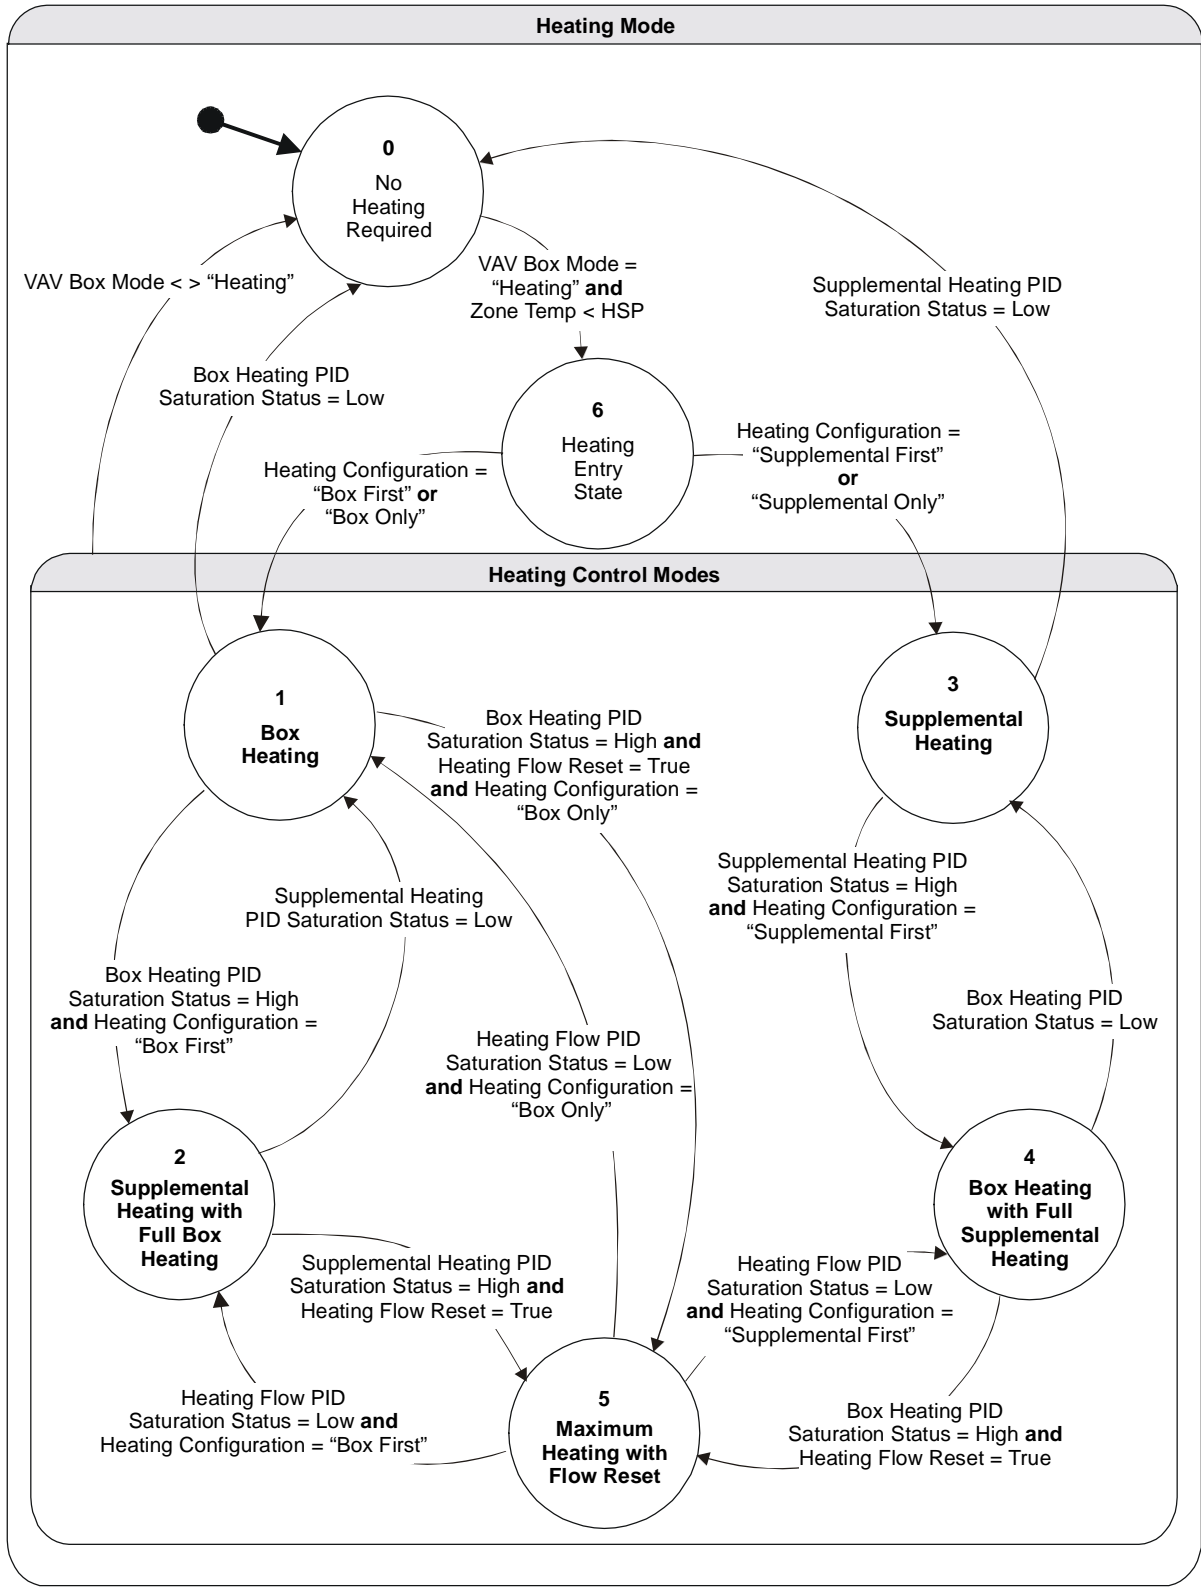 Heating Mode
0
No
Heating
Required
VAV Box Mode < > “Heating”
VAV Box Mode =
“Heating” and
Zone Temp < HSP
Supplemental Heating PID
Saturation Status = Low
Box Heating PID
Saturation Status = Low
6
Heating
Entry
State
Heating Configuration =
“Box First” or
“Box Only”
Heating Configuration =
“Supplemental First”
or
“Supplemental Only”
Heating Control Modes
1
Box
Heating
Box Heating PID
Saturation Status = High and
Heating Flow Reset = True
and Heating Configuration =
“Box Only”
3
Supplemental
Heating
Supplemental Heating
PID Saturation Status = Low
Supplemental Heating PID
Saturation Status = High
and Heating Configuration =
“Supplemental First”
Box Heating PID
Saturation Status = High
and Heating Configuration =
“Box First”
Heating Flow PID
Saturation Status = Low
and Heating Configuration =
“Box Only”
Box Heating PID
Saturation Status = Low
2
Supplemental
Heating with
Full Box
Heating
4
Box Heating
with Full
Supplemental
Heating
Supplemental Heating PID
Saturation Status = High and
Heating Flow Reset = True
Heating Flow PID
Saturation Status = Low
and Heating Configuration =
“Supplemental First”
Heating Flow PID
Saturation Status = Low and
Heating Configuration = “Box First”
5
Maximum
Heating with
Flow Reset
Box Heating PID
Saturation Status = High and
Heating Flow Reset = True